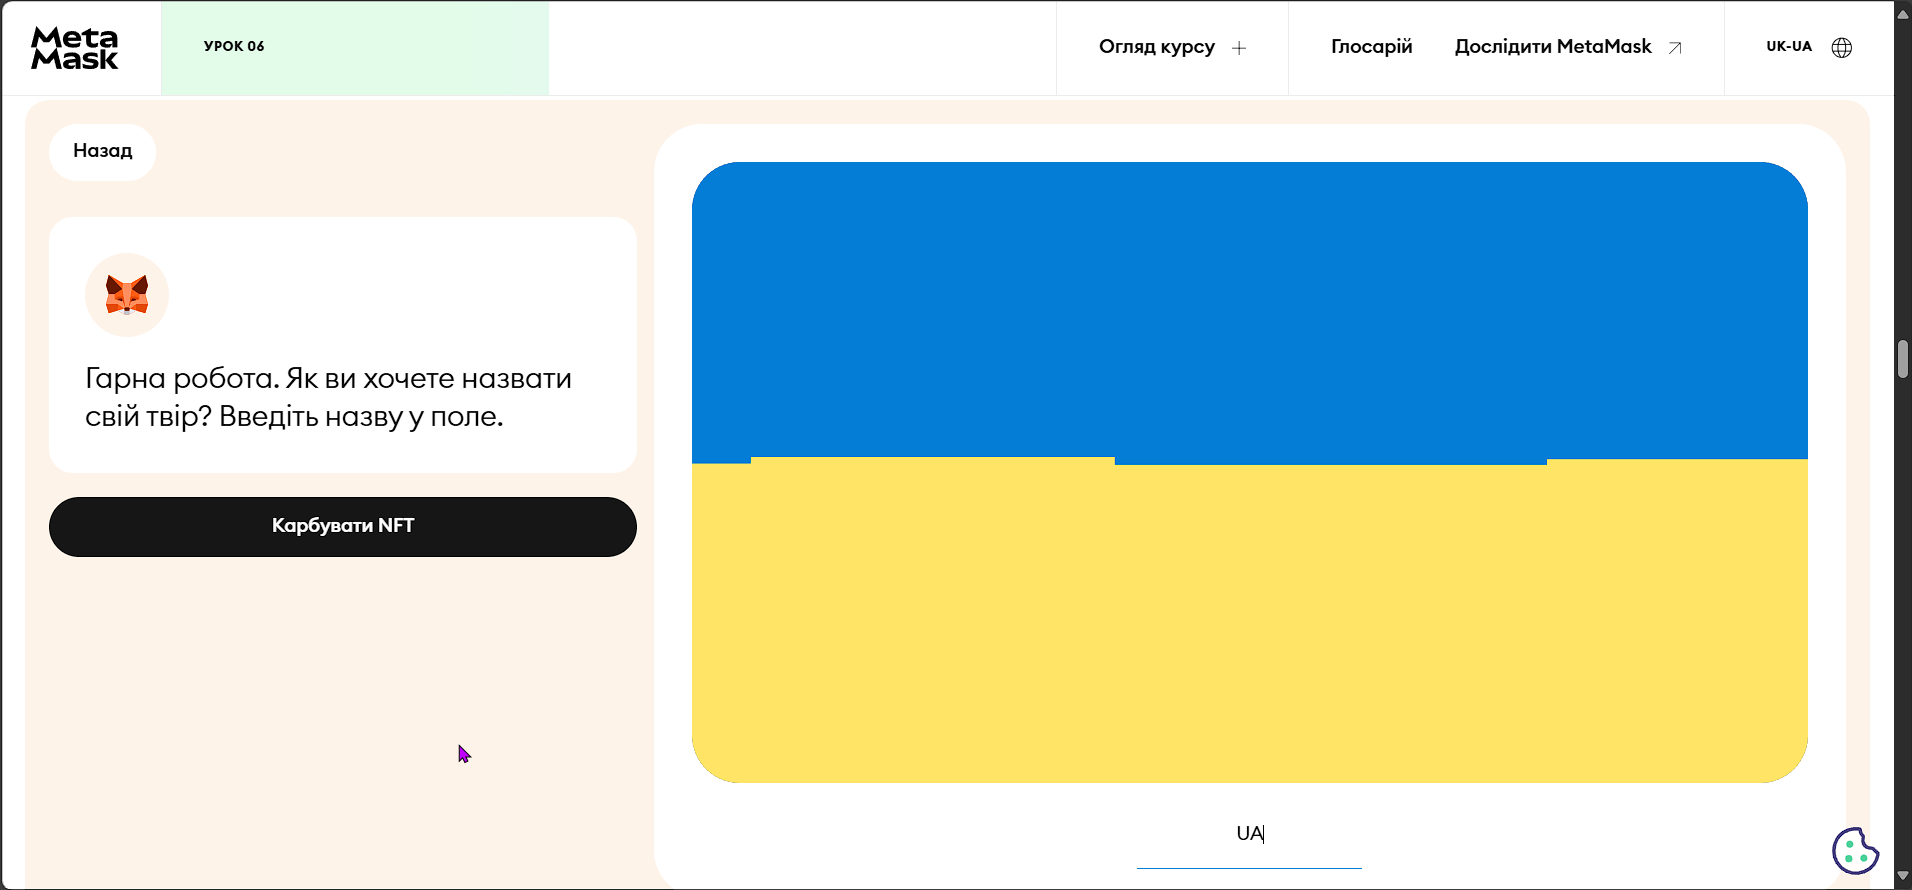 Meta
Mask
УРОК 06
Огляд курсу
Глосарій
Дослідити MetaMask
UK-UA
Назад
Гарна робота. Як ви хочете назвати
свій твір? Введіть назву у поле.
Карбувати NFT
UA